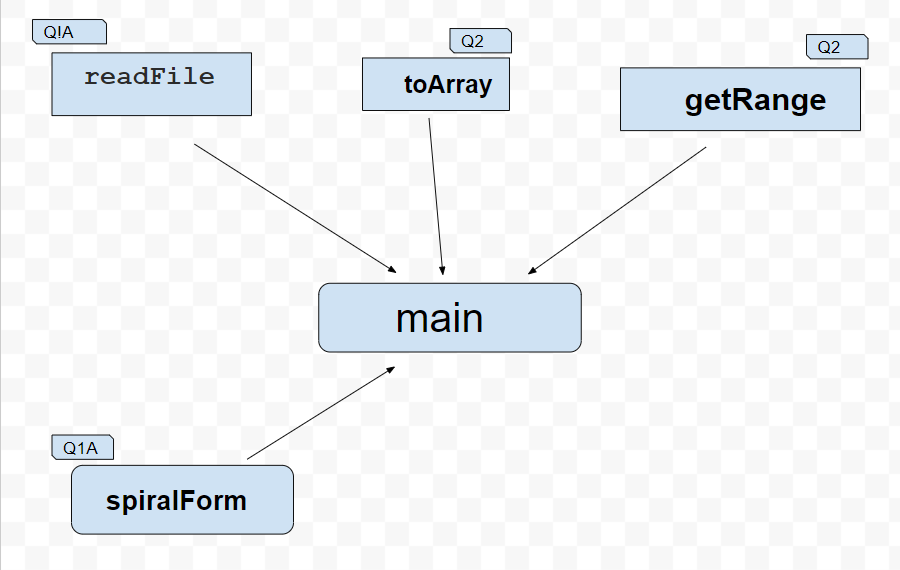 Q!A
readFile
Q2
toArray
Q2
getRange
main
Q1A
spiralForm